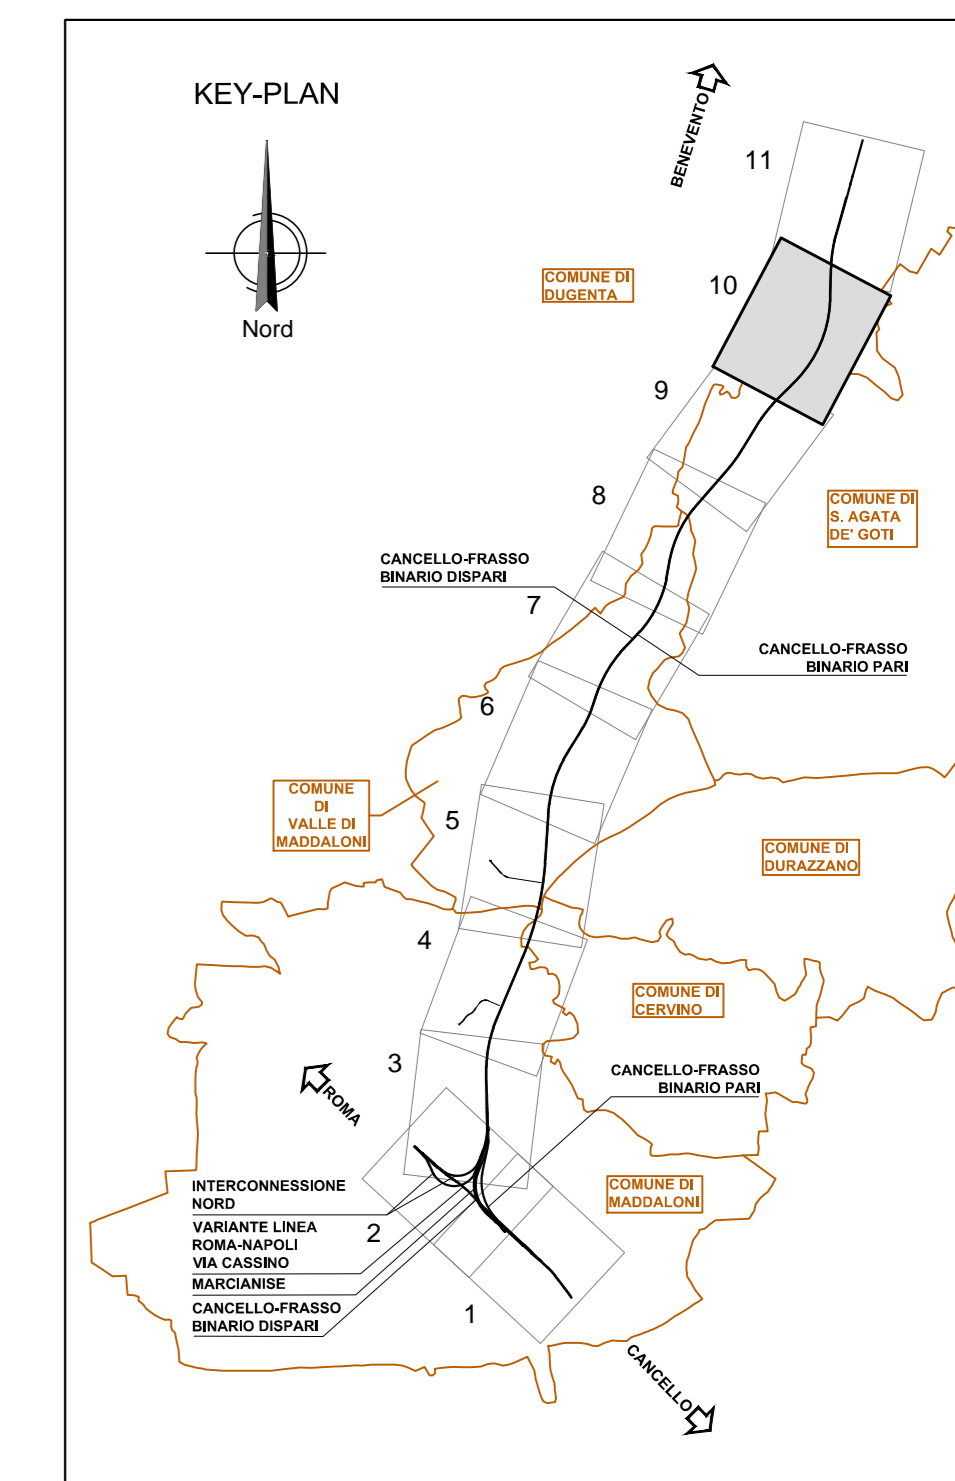 KEY-PLAN
Nord
BENEVENTO
11
10
COMUNE DI
DUGENTA
9
8
COMUNE DI
S. AGATA
DE' GOTI
CANCELLO-FRASSO
BINARIO DISPARI
7
CANCELLO-FRASSO
BINARIO PARI
6
COMUNE
DI
VALLE DI
MADDALONI
5
COMUNE DI
DURAZZANO
4
COMUNE DI
CERVINO
3
CANCELLO-FRASSO
BINARIO PARI
ROMA
INTERCONNESSIONE
NORD
COMUNE DI
MADDALONI
2
VARIANTE LINEA
ROMA-NAPOLI
VIA CASSINO
MARCIANISE
CANCELLO-FRASSO
BINARIO DISPARI
1
CANCELLO